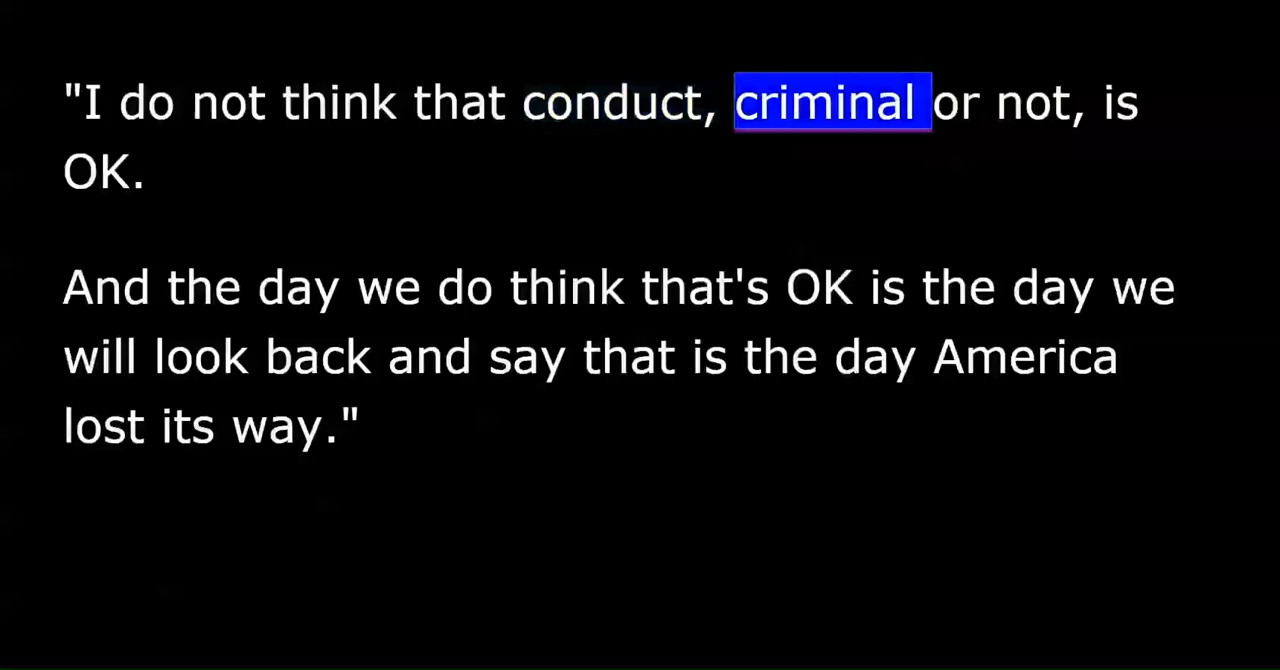 "I do not think that conduct, criminal or not, is
OK.
And the day we do think that's OK is the day we
will look back and say that is the day America
lost its way."